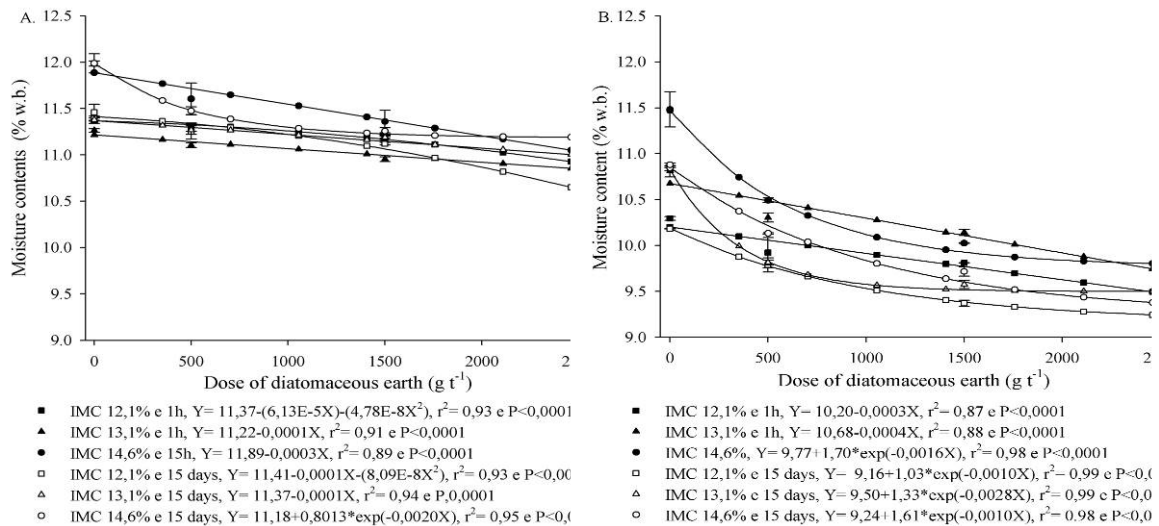 A.
12.5
12.0
11.5
11.0
10.5
10.0
9.5
9.0
Moisture contents (% w.b.)
0 500 1000 1500 2000 2
Dose of diatomaceous earth (g t⁻¹)
IMC 12,1% e 1h, Y= 11,37-(6,13E-5X)-(4,78E-8X²), r²= 0,93 e P<0,0001
IMC 13,1% e 1h, Y= 11,22-0,0001X, r²= 0,91 e P<0,0001
IMC 14,6% e 15h, Y= 11,89-0,0003X, r²= 0,89 e P<0,0001
IMC 12,1% e 15 days, Y= 11,41-0,0001X-(8,09E-8X²), r²= 0,93 e P<0,00
IMC 13,1% e 15 days, Y= 11,37-0,0001X, r²= 0,94 e P,0,0001
IMC 14,6% e 15 days, Y= 11,18+0,8013*exp(-0,0020X), r²= 0,95 e P<0,0
B.
12.5
12.0
11.5
11.0
10.5
10.0
9.5
9.0
Moisture content (% w.b.)
0 500 1000 1500 2000 2
Dose of diatomaceous earth (g t⁻¹)
IMC 12,1% e 1h, Y= 10,20-0,0003X, r²= 0,87 e P<0,0001
IMC 13,1% e 1h, Y= 10,68-0,0004X, r²= 0,88 e P<0,0001
IMC 14,6%, Y= 9,77+1,70*exp(-0,0016X), r²= 0,98 e P<0,0001
IMC 12,1% e 15 days, Y= 9,16+1,03*exp(-0,0010X), r²= 0,99 e P<0,0
IMC 13,1% e 15 days, Y= 9,50+1,33*exp(-0,0028X), r²= 0,99 e P<0,0
IMC 14,6% e 15 days, Y= 9,24+1,61*exp(-0,0010X), r²= 0,98 e P<0,0